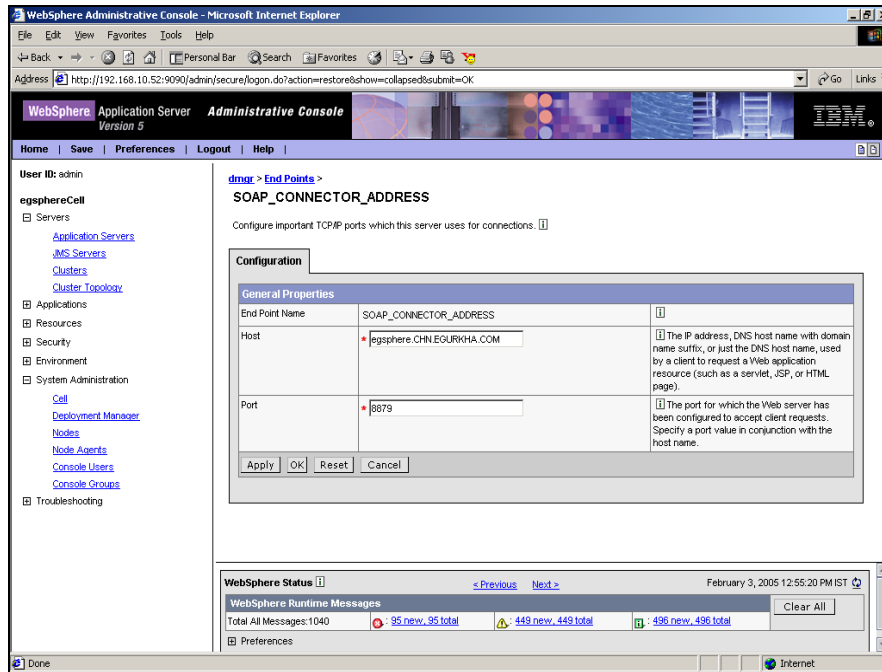 WebSphere Administrative Console - Microsoft Internet Explorer
File Edit View Favorites Tools Help
Back Personal Bar Search Favorites
Address http://192.168.10.52:9090/admin/secure/logon.do?action=restore&show=collapsed&submit=OK Go Links
WebSphere Application Server Administrative Console
Version 5
IBM
Home | Save | Preferences | Logout | Help |
User ID: admin
egsphereCell
Servers
Application Servers
JMS Servers
Clusters
Cluster Topology
Applications
Resources
Security
Environment
System Administration
Cell
Deployment Manager
Nodes
Node Agents
Console Users
Console Groups
Troubleshooting
dmgr > End Points >
SOAP_CONNECTOR_ADDRESS
Configure important TCP/IP ports which this server uses for connections. i
Configuration
General Properties
End Point Name SOAP_CONNECTOR_ADDRESS i
Host * egsphere.CHN.EGURKHA.COM
i The IP address, DNS host name with domain
name suffix, or just the DNS host name, used
by a client to request a Web application
resource (such as a servlet, JSP, or HTML
page).
Port * 8879
i The port for which the Web server has
been configured to accept client requests.
Specify a port value in conjunction with the
host name.
Apply OK Reset Cancel
WebSphere Status i < Previous Next > February 3, 2005 12:55:20 PM IST
WebSphere Runtime Messages Clear All
Total All Messages:1040 : 95 new, 95 total : 449 new, 449 total : 496 new, 496 total
Preferences
Done Internet